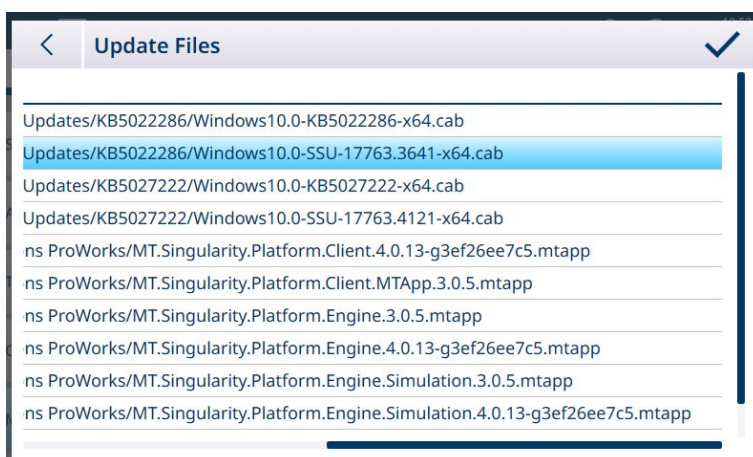 Update Files
Updates/KB5022286/Windows10.0-KB5022286-x64.cab
Updates/KB5022286/Windows10.0-SSU-17763.3641-x64.cab
Updates/KB5027222/Windows10.0-KB5027222-x64.cab
Updates/KB5027222/Windows10.0-SSU-17763.4121-x64.cab
ns ProWorks/MT.Singularity.Platform.Client.4.0.13-g3ef26ee7c5.mtapp
ns ProWorks/MT.Singularity.Platform.Client.MTApp.3.0.5.mtapp
ns ProWorks/MT.Singularity.Platform.Engine.3.0.5.mtapp
ns ProWorks/MT.Singularity.Platform.Engine.4.0.13-g3ef26ee7c5.mtapp
ns ProWorks/MT.Singularity.Platform.Engine.Simulation.3.0.5.mtapp
ns ProWorks/MT.Singularity.Platform.Engine.Simulation.4.0.13-g3ef26ee7c5.mtapp